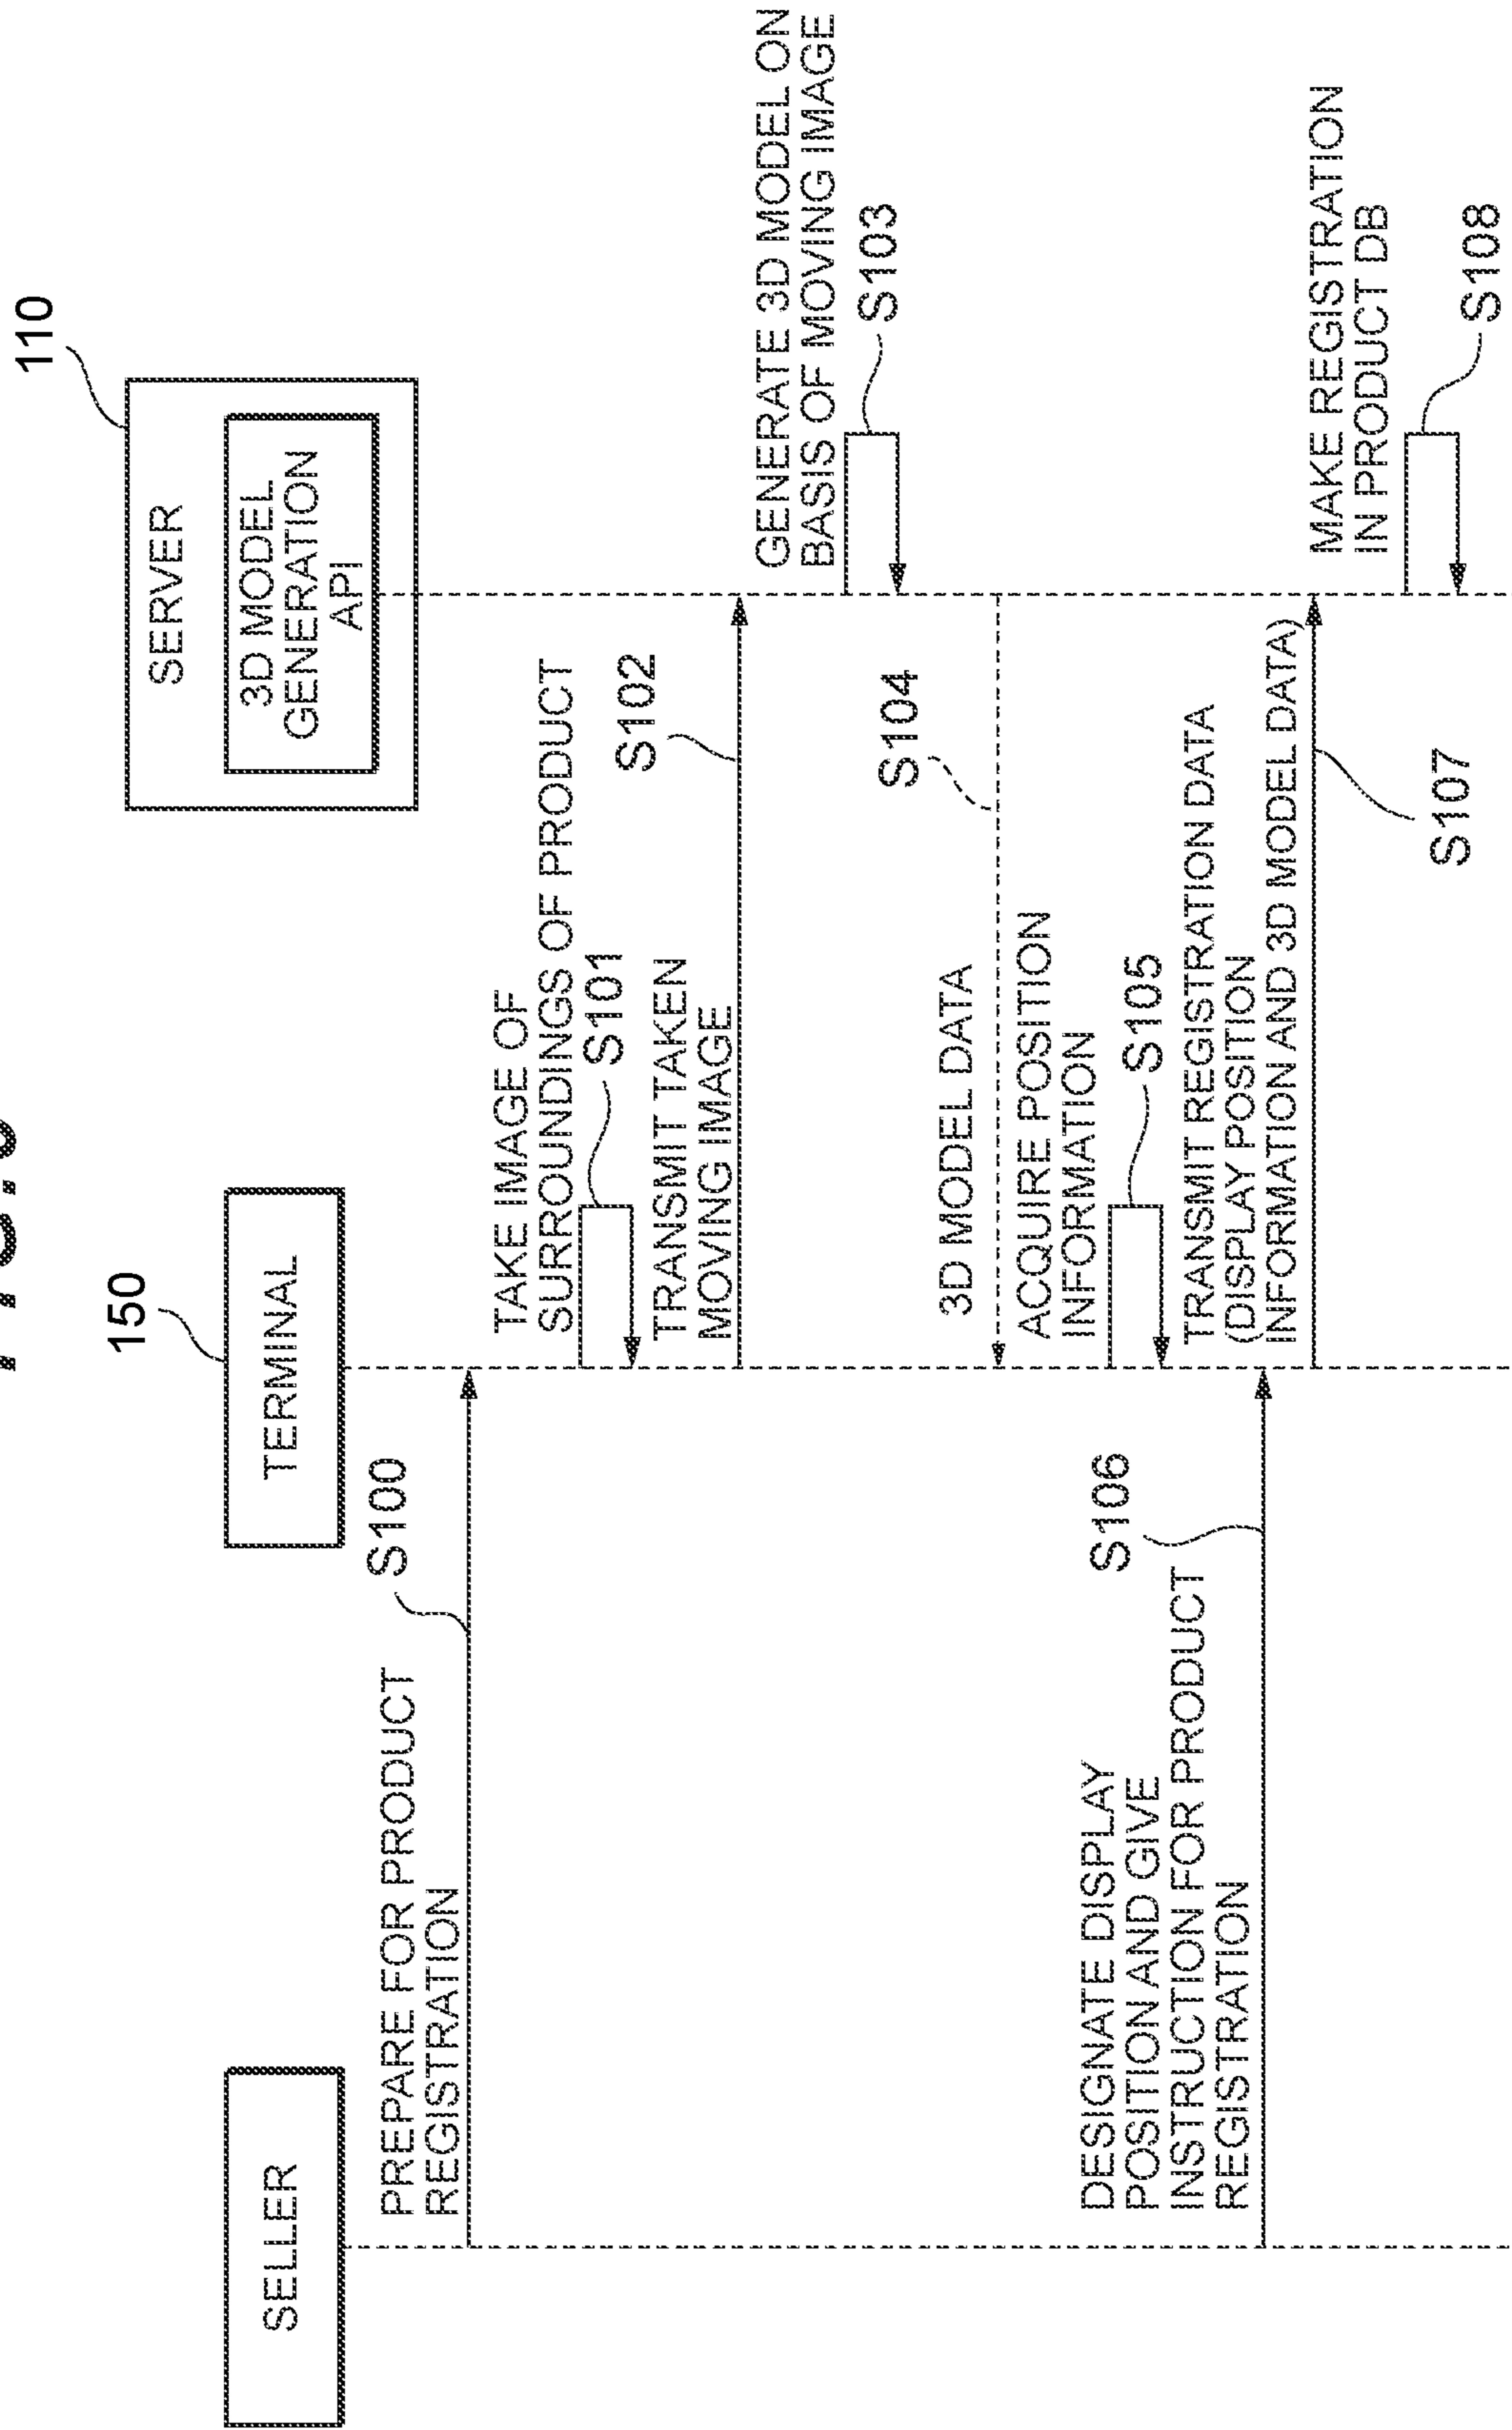 110
150
SERVER
3D MODEL
GENERATION
API
TERMINAL
SELLER
PREPARE FOR PRODUCT
REGISTRATION
S100
TAKE IMAGE OF
SURROUNDINGS OF PRODUCT
S101
TRANSMIT TAKEN
MOVING IMAGE
S102
GENERATE 3D MODEL ON
BASIS OF MOVING IMAGE
S103
S104
3D MODEL DATA
ACQUIRE POSITION
INFORMATION
S105
DESIGNATE DISPLAY
POSITION AND GIVE
INSTRUCTION FOR PRODUCT
REGISTRATION
S106
TRANSMIT REGISTRATION DATA
(DISPLAY POSITION
INFORMATION AND 3D MODEL DATA)
S107
MAKE REGISTRATION
IN PRODUCT DB
S108